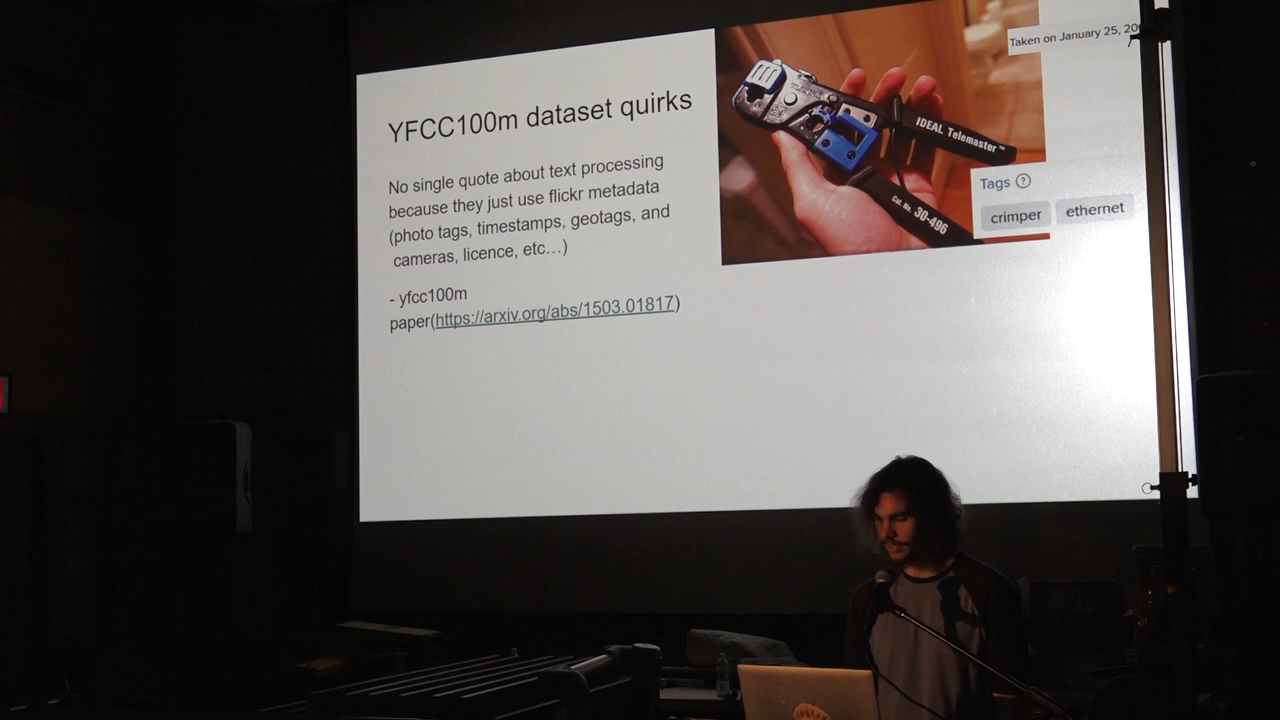 YFCC100m dataset quirks
No single quote about text processing
because they just use flickr metadata
(photo tags, timestamps, geotags, and
cameras, licence, etc…)
- yfcc100m
paper(https://arxiv.org/abs/1503.01817)
Taken on January 25,
IDEAL Telemaster™
Cat. No. 30-496
Tags ?
crimper ethernet